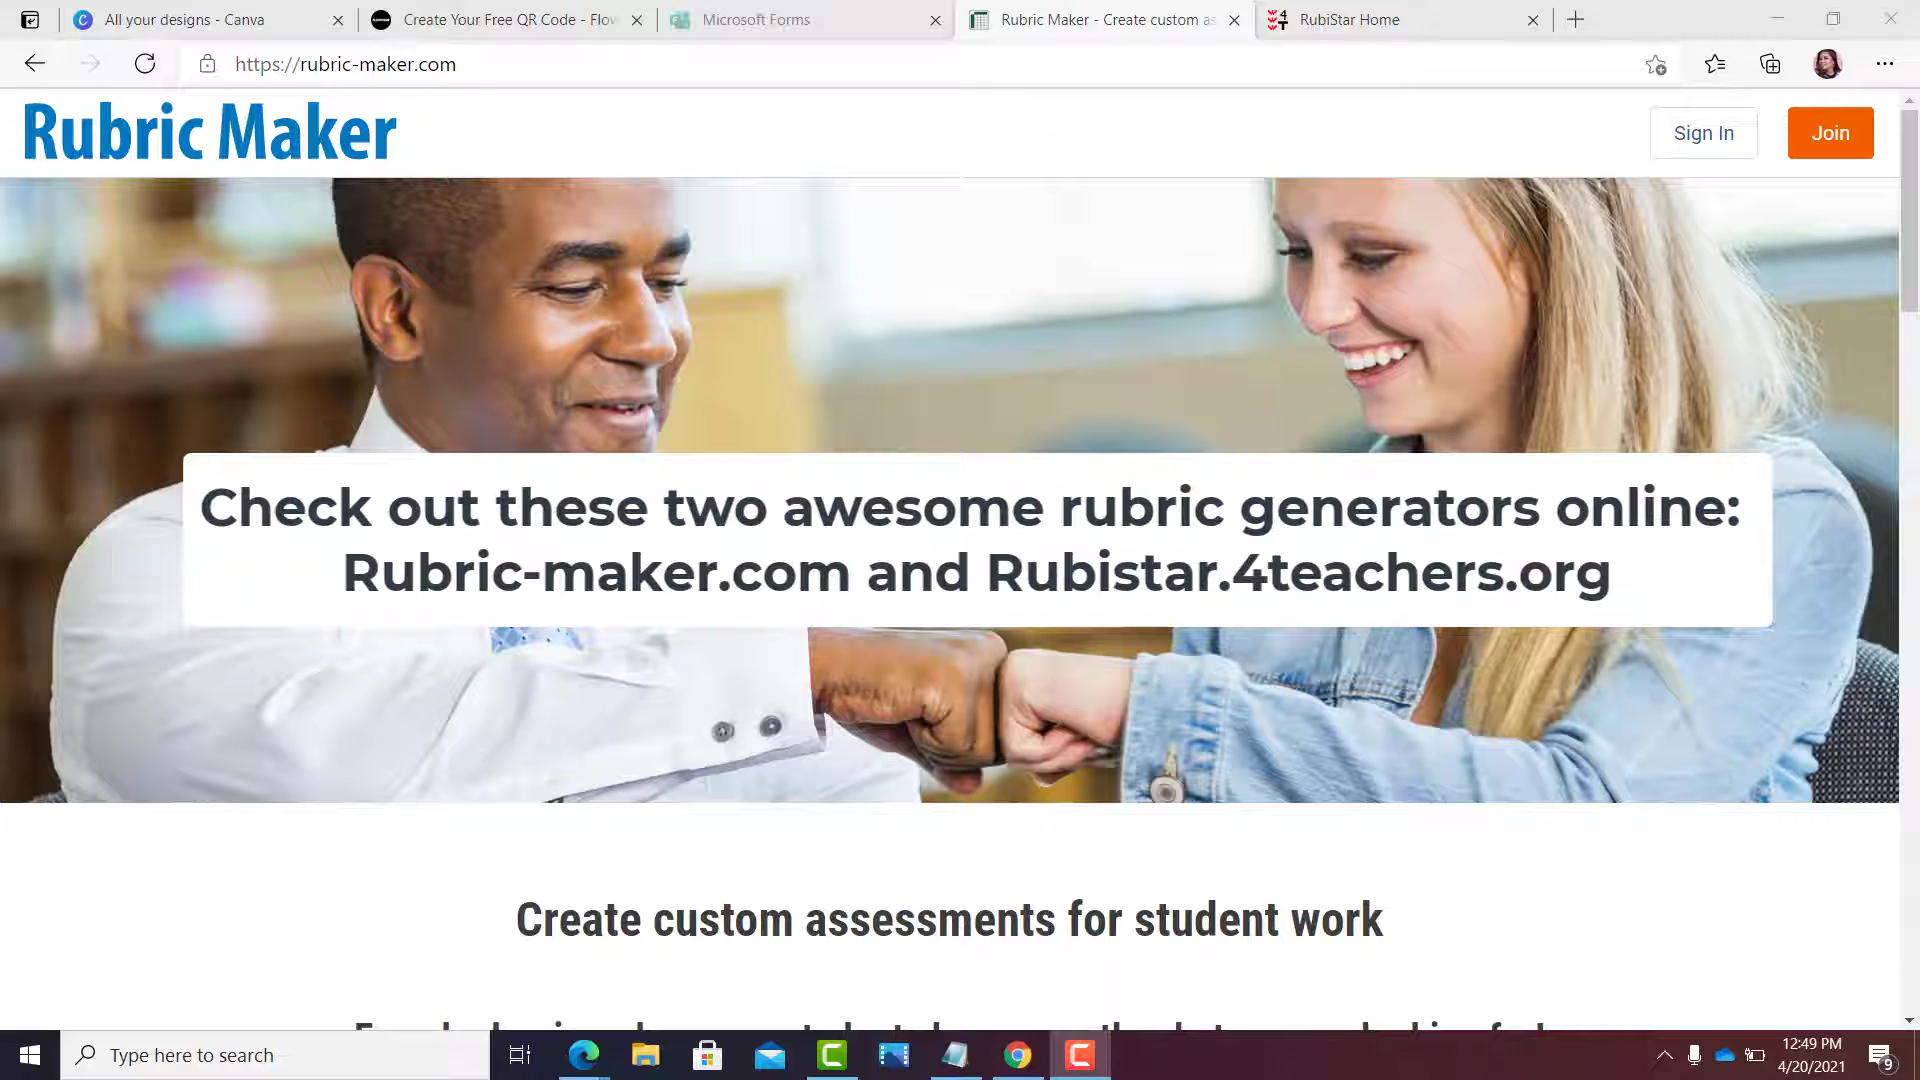 All your designs - Canva
Create Your Free QR Code - Flow
Microsoft Forms
Rubric Maker - Create custom as
RubiStar Home
https://rubric-maker.com
Rubric Maker
Sign In
Join
Check out these two awesome rubric generators online:
Rubric-maker.com and Rubistar.4teachers.org
Create custom assessments for student work
Type here to search
12:49 PM
4/20/2021
9